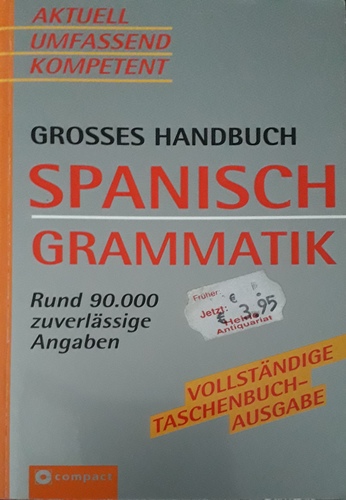 AKTUELL
UMFASSEND
KOMPETENT
GROSSES HANDBUCH
SPANISCH
GRAMMATIK
Rund 90.000
zuverlässige
Angaben
Früher: €
Jetzt: € 3.95
Antiquariat
VOLLSTÄNDIGE
TASCHENBUCH-
AUSGABE
compact